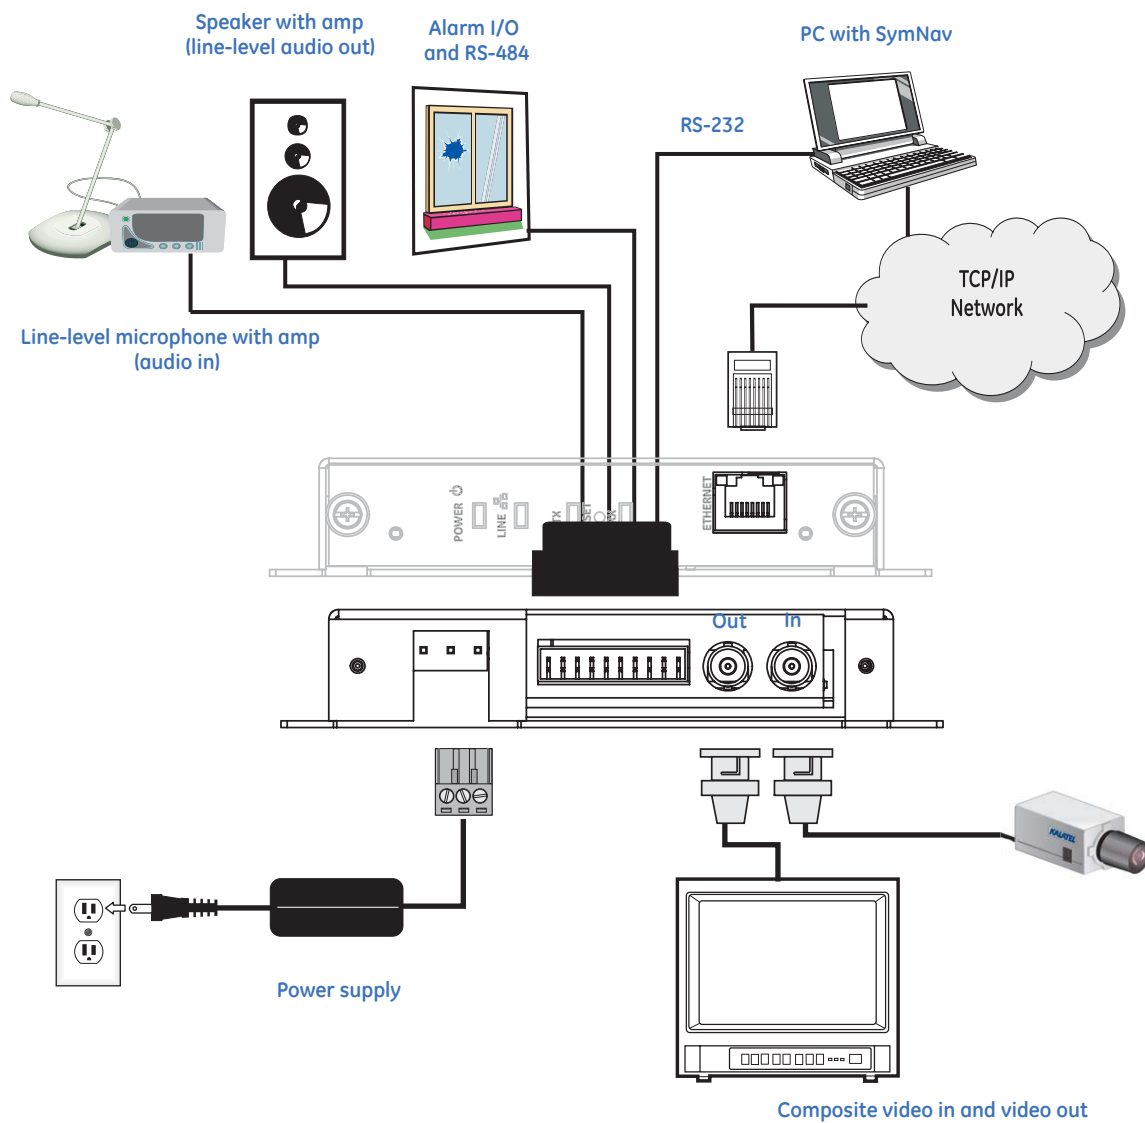 Speaker with amp
(line-level audio out)
Alarm I/O
and RS-484
PC with SymNav
RS-232
TCP/IP
Network
Line-level microphone with amp
(audio in)
POWER
LINE
TX
SET
RX
ETHERNET
Out
In
KALATEL
Power supply
Composite video in and video out